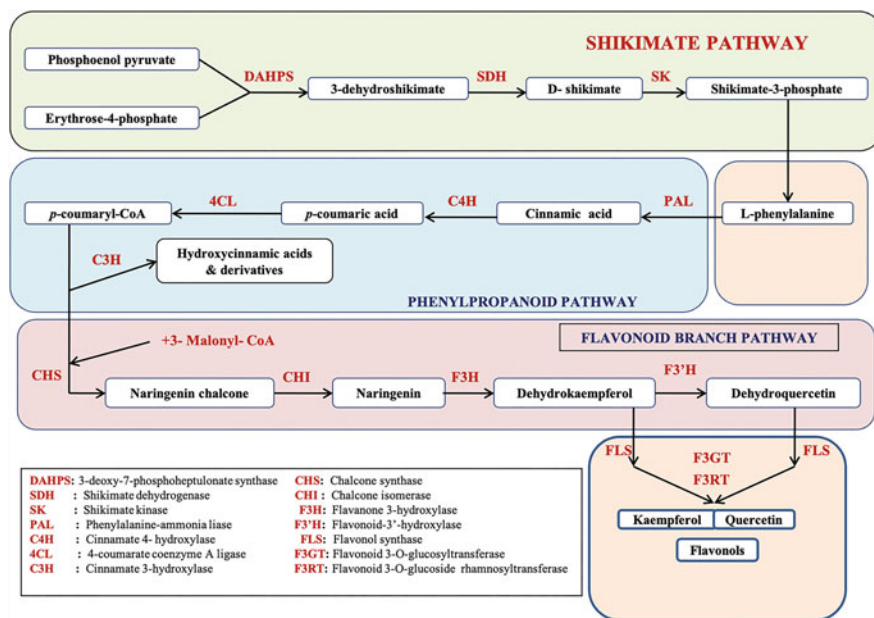 SHIKIMATE PATHWAY
Phosphoenol pyruvate
DAHPS
SDH
SK
3-dehydroshikimate
D- shikimate
Shikimate-3-phosphate
Erythrose-4-phosphate
p-coumaryl-CoA
4CL
p-coumaric acid
C4H
Cinnamic acid
PAL
L-phenylalanine
C3H
Hydroxycinnamic acids
& derivatives
PHENYLPROPANOID PATHWAY
FLAVONOID BRANCH PATHWAY
+3- Malonyl- CoA
CHS
CHI
F3H
F3’H
Naringenin chalcone
Naringenin
Dehydrokaempferol
Dehydroquercetin
FLS
F3GT
FLS
F3RT
Kaempferol
Quercetin
Flavonols
DAHPS: 3-deoxy-7-phosphoheptulonate synthase
SDH : Shikimate dehydrogenase
SK : Shikimate kinase
PAL : Phenylalanine-ammonia liase
C4H : Cinnamate 4- hydroxylase
4CL : 4-coumarate coenzyme A ligase
C3H : Cinnamate 3-hydroxylase
CHS: Chalcone synthase
CHI : Chalcone isomerase
F3H : Flavanone 3-hydroxylase
F3’H : Flavonoid-3’-hydroxylase
FLS : Flavonol synthase
F3GT: Flavonoid 3-O-glucosyltransferase
F3RT: Flavonoid 3-O-glucoside rhamnosyltransferase